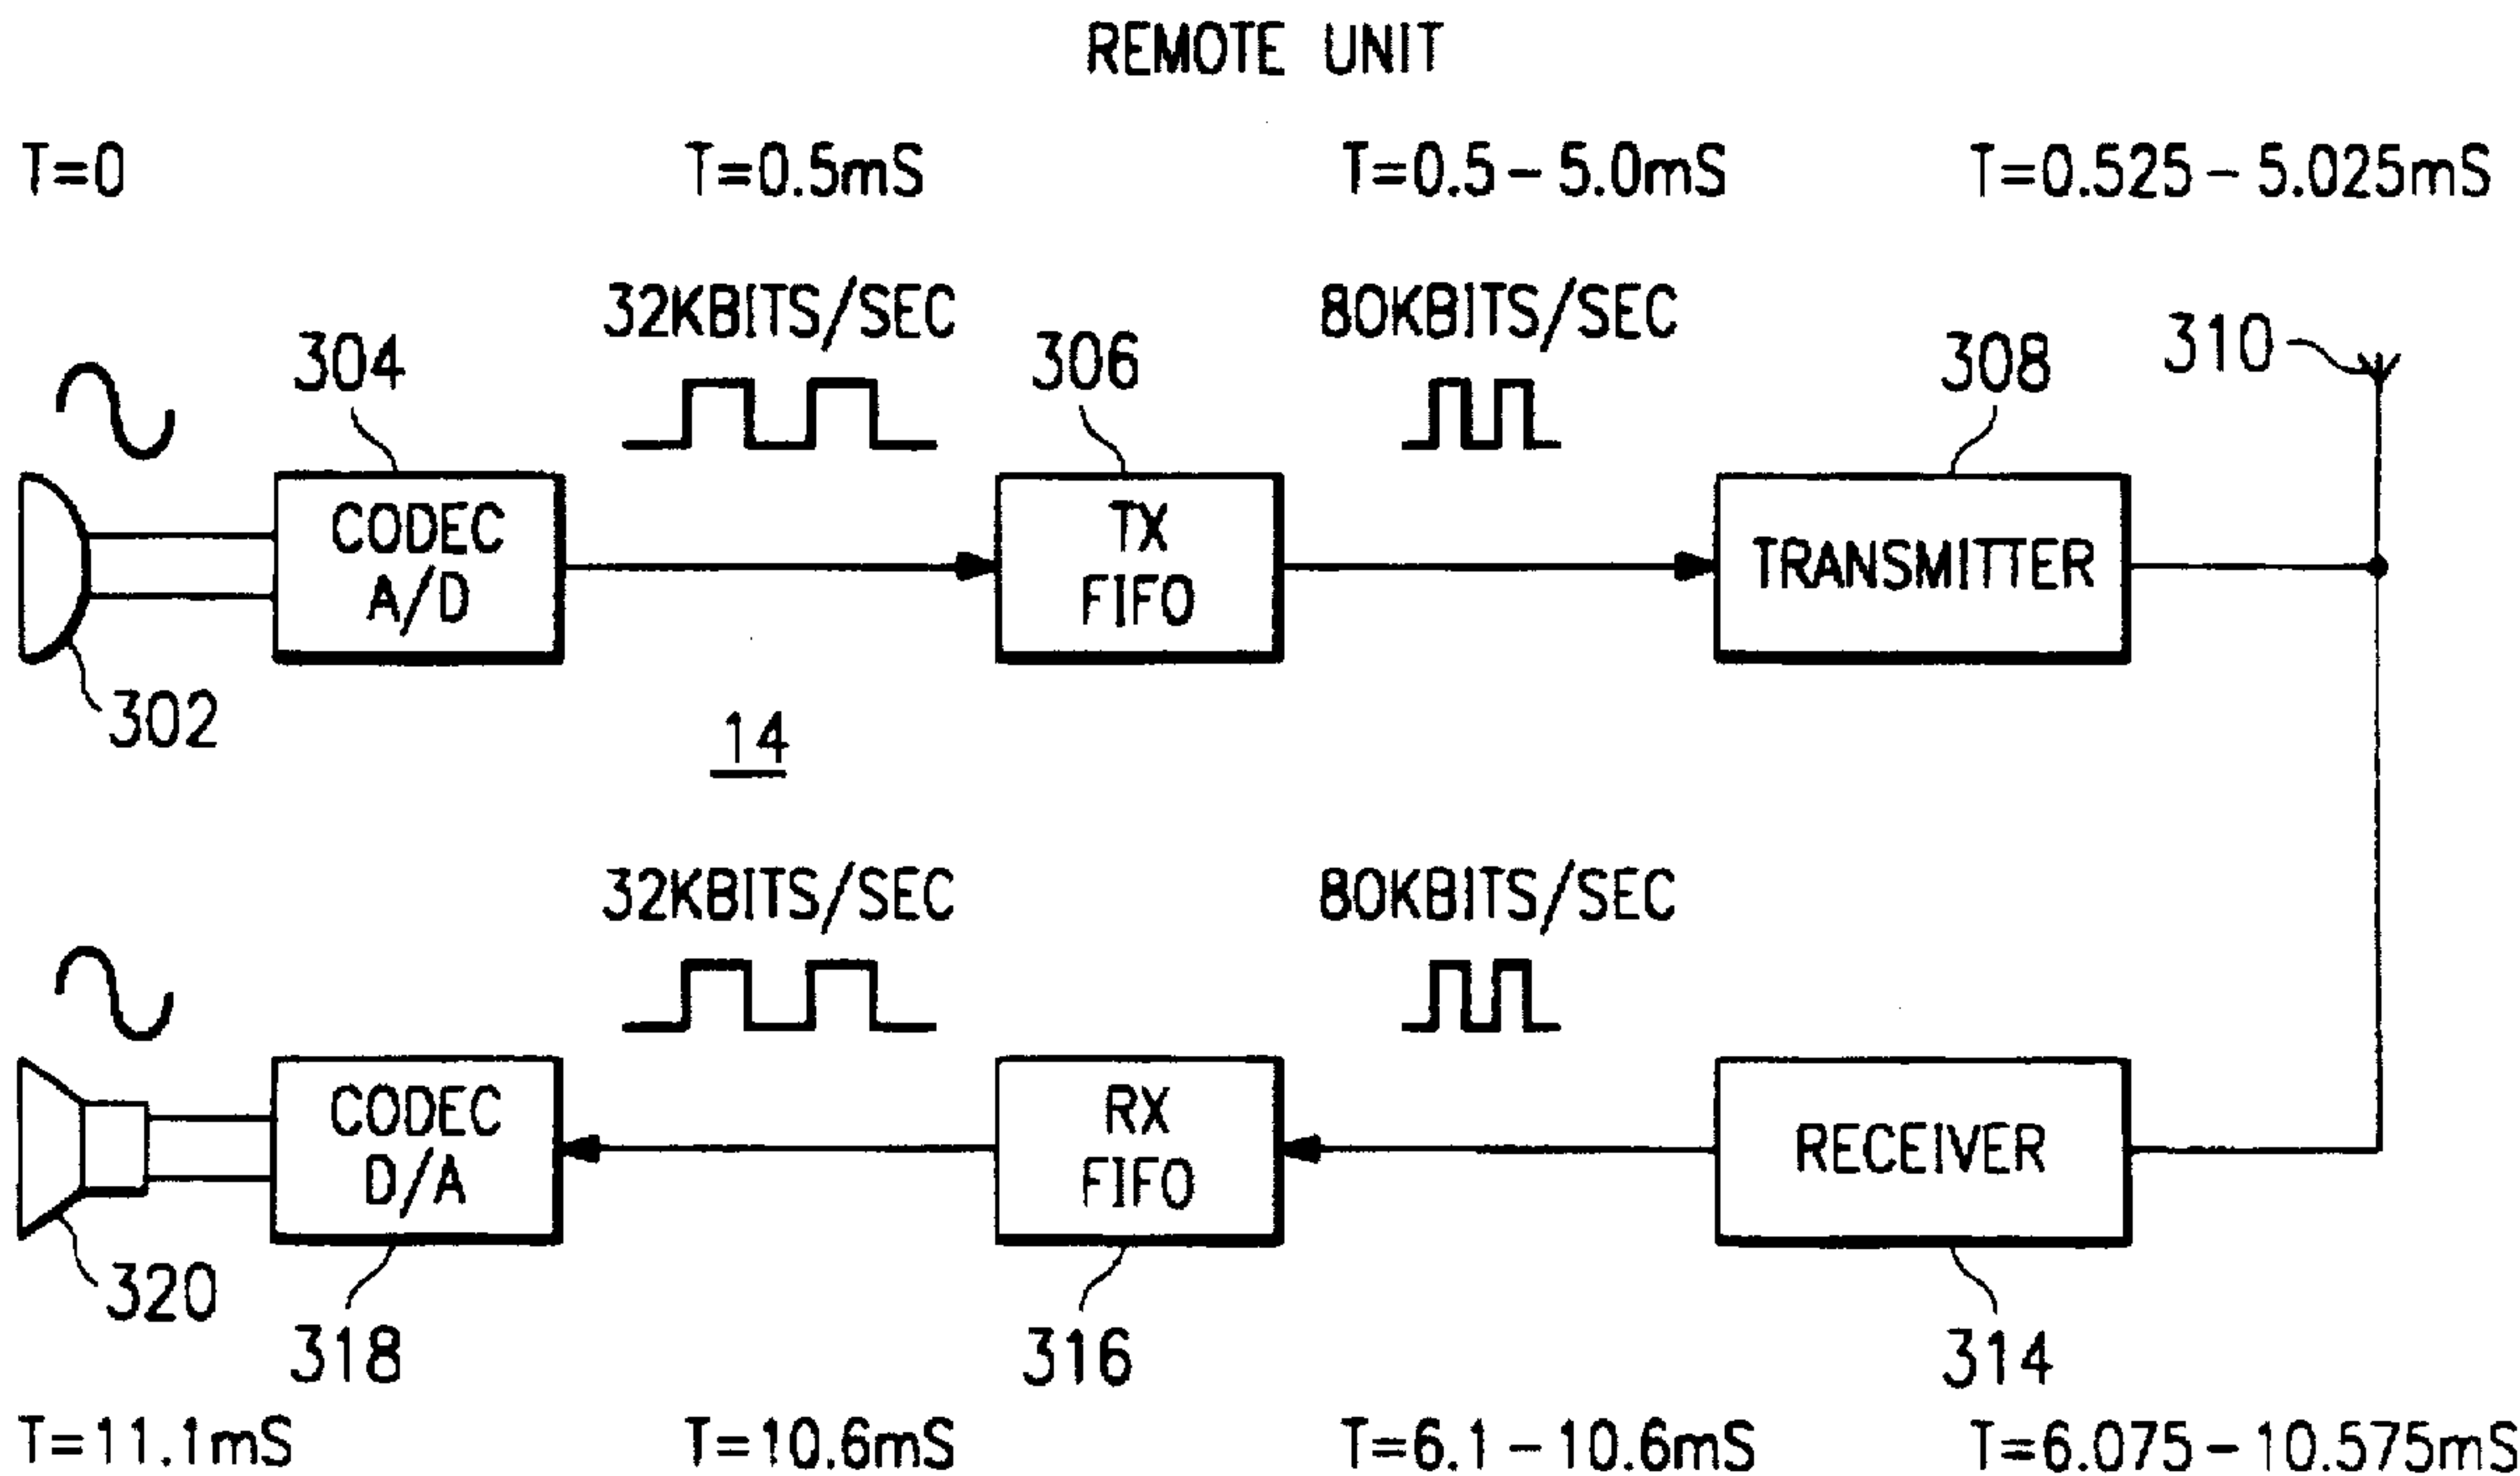 REMOTE UNIT
T=0 T=0.5mS T=0.5-5.0mS T=0.525-5.025mS
32KBITS/SEC 80KBITS/SEC
304 306 308 310
CODEC A/D
TX FIFO
TRANSMITTER
302
14
32KBITS/SEC 80KBITS/SEC
CODEC D/A
RX FIFO
RECEIVER
320
318 316 314
T=11.1mS T=10.6mS T=6.1-10.6mS T=6.075-10.575mS